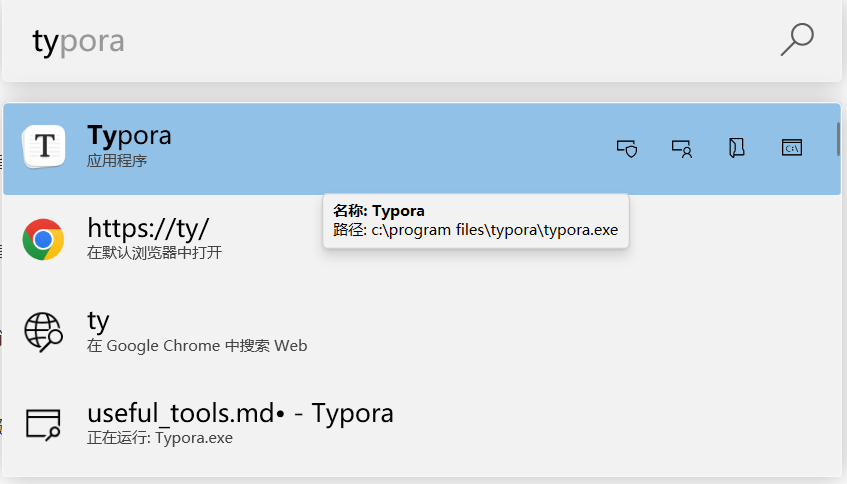 typora
Typora
应用程序
C:\
名称: Typora
路径: c:\program files\typora\typora.exe
https://ty/
在默认浏览器中打开
ty
在 Google Chrome 中搜索 Web
useful_tools.md• - Typora
正在运行: Typora.exe